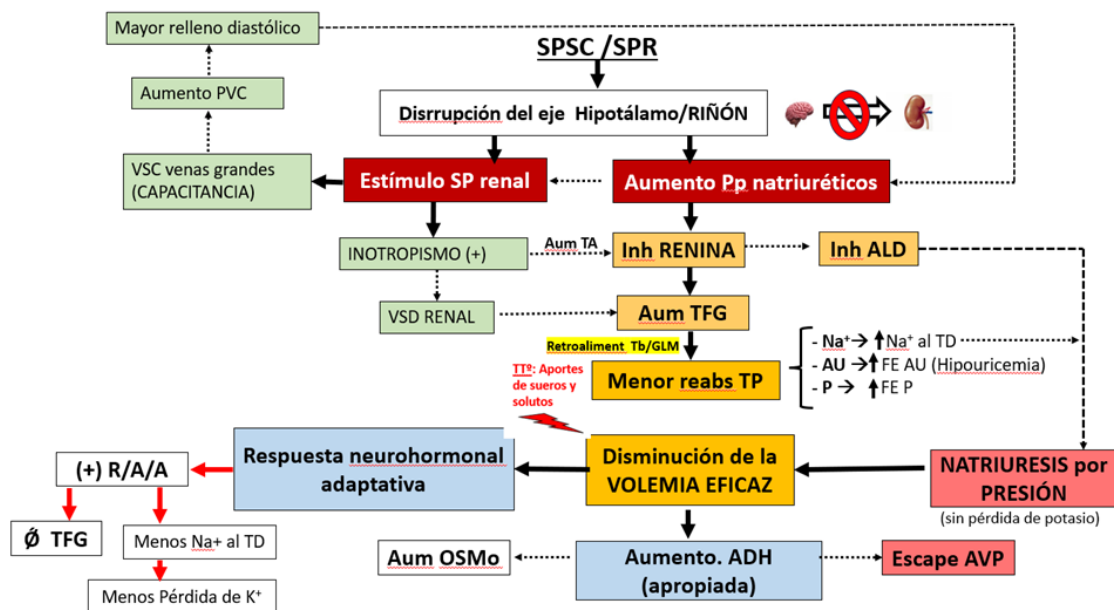 Mayor relleno diastólico
SPSC /SPR
Aumento PVC
Disrrupción del eje Hipotálamo/RIÑÓN
VSC venas grandes
(CAPACITANCIA)
Estímulo SP renal
Aumento Pp natriuréticos
INOTROPISMO (+)
Aum TA
Inh RENINA
Inh ALD
VSD RENAL
Aum TFG
Retroaliment Tb/GLM
TTº: Aportes
de sueros y
solutos
Menor reabs TP
- Na⁺→ ↑Na⁺ al TD
- AU →↑FE AU (Hipouricemia)
- P → ↑FE P
(+) R/A/A
Respuesta neurohormonal
adaptativa
Disminución de la
VOLEMIA EFICAZ
NATRIURESIS por
PRESIÓN
(sin pérdida de potasio)
Ǿ TFG
Menos Na+ al TD
Menos Pérdida de K⁺
Aum OSMo
Aumento. ADH
(apropiada)
Escape AVP